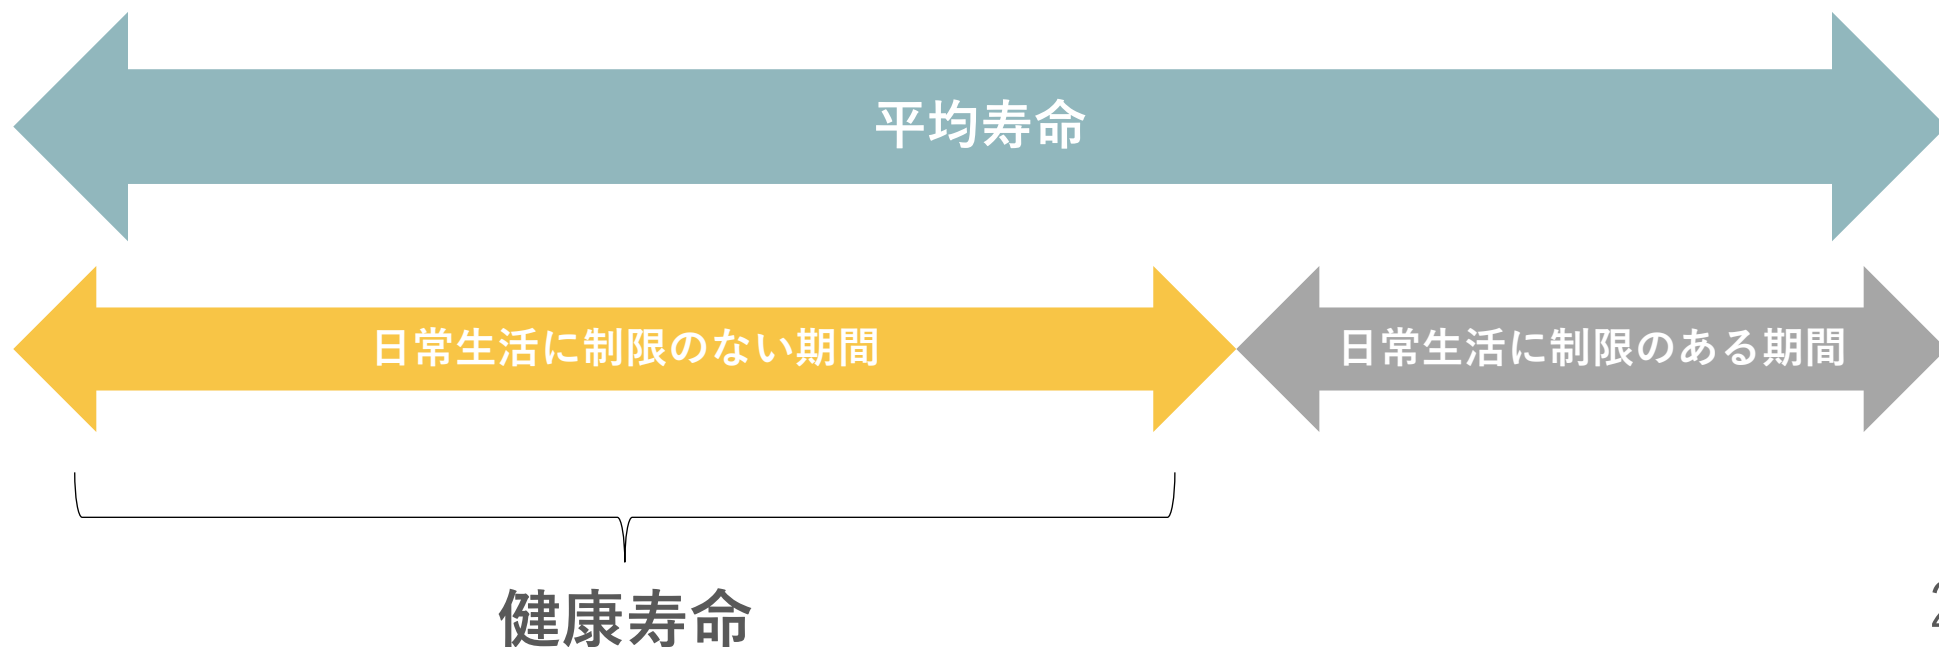 平均寿命
日常生活に制限のない期間
日常生活に制限のある期間
健康寿命